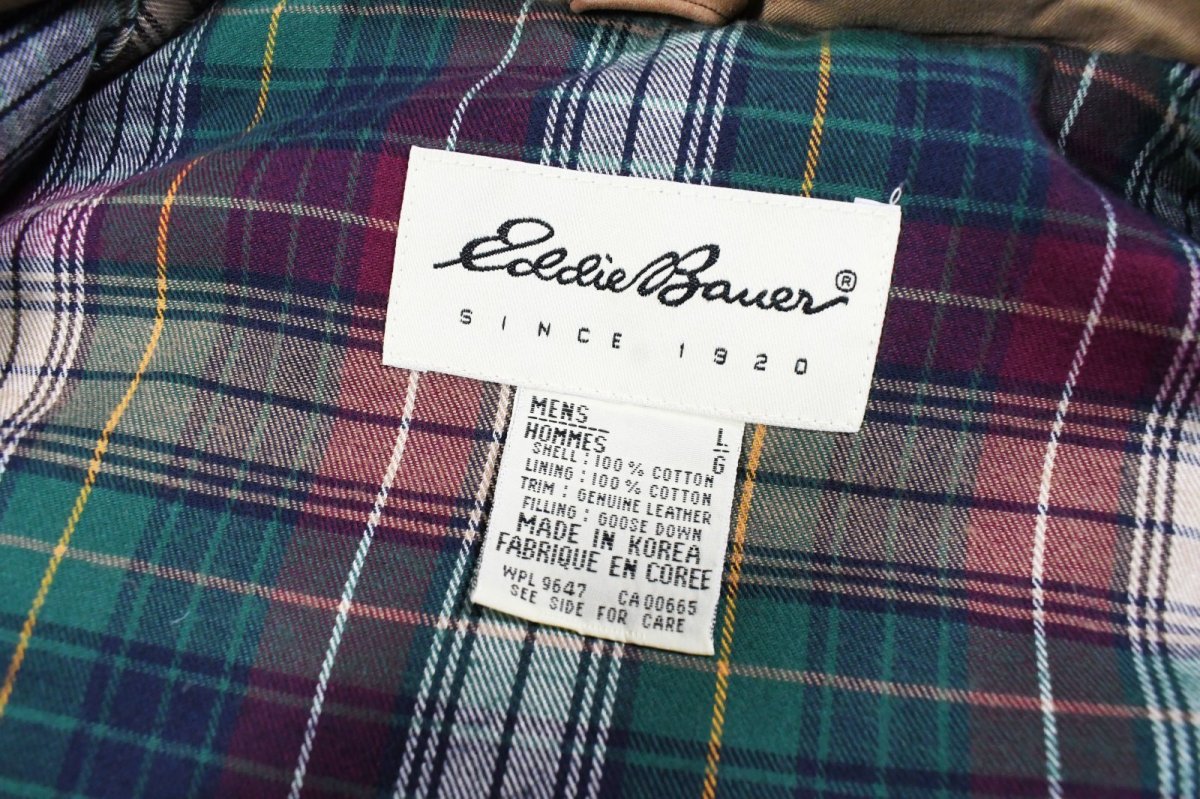 Eddie Bauer®
SINCE 1920
MENS L
HOMMES G
SHELL : 100 % COTTON
LINING : 100 % COTTON
TRIM : GENUINE LEATHER
FILLING : GOOSE DOWN
MADE IN KOREA
FABRIQUE EN COREE
WPL 9647 CA 00665
SEE SIDE FOR CARE